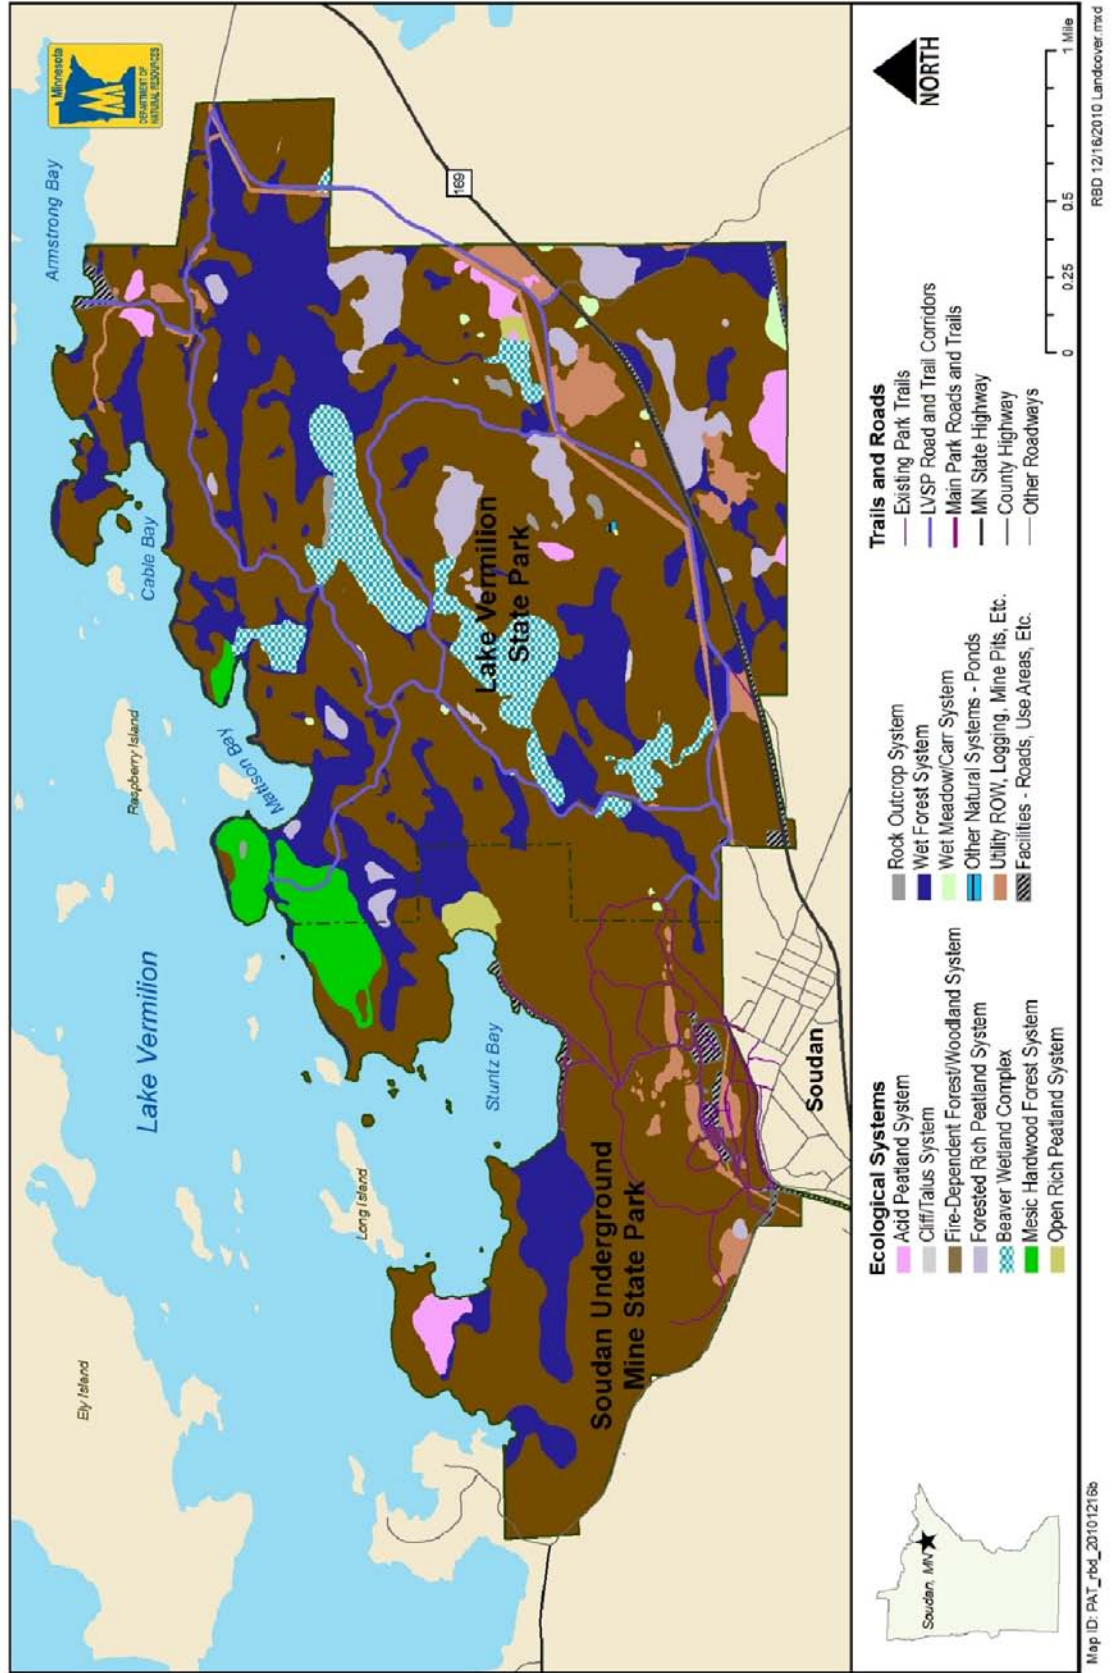 Minnesota
DEPARTMENT OF
NATURAL RESOURCES
Armstrong Bay
Cable Bay
Raspberry Island
Mattson Bay
Lake Vermilion
Long Island
Ely Island
Stuntz Bay
169
Lake Vermilion
State Park
Soudan Underground
Mine State Park
Soudan
Soudan, MN
Ecological Systems
Acid Peatland System
Cliff/Talus System
Fire-Dependent Forest/Woodland System
Forested Rich Peatland System
Beaver Wetland Complex
Mesic Hardwood Forest System
Open Rich Peatland System
Rock Outcrop System
Wet Forest System
Wet Meadow/Carr System
Other Natural Systems - Ponds
Utility ROW, Logging, Mine Pits, Etc.
Facilities - Roads, Use Areas, Etc.
Trails and Roads
Existing Park Trails
LVSP Road and Trail Corridors
Main Park Roads and Trails
MN State Highway
County Highway
Other Roadways
NORTH
0 0.25 0.5 1 Mile
Map ID: PAT_rbd_20101216b
RBD 12/16/2010 Landcover.mxd